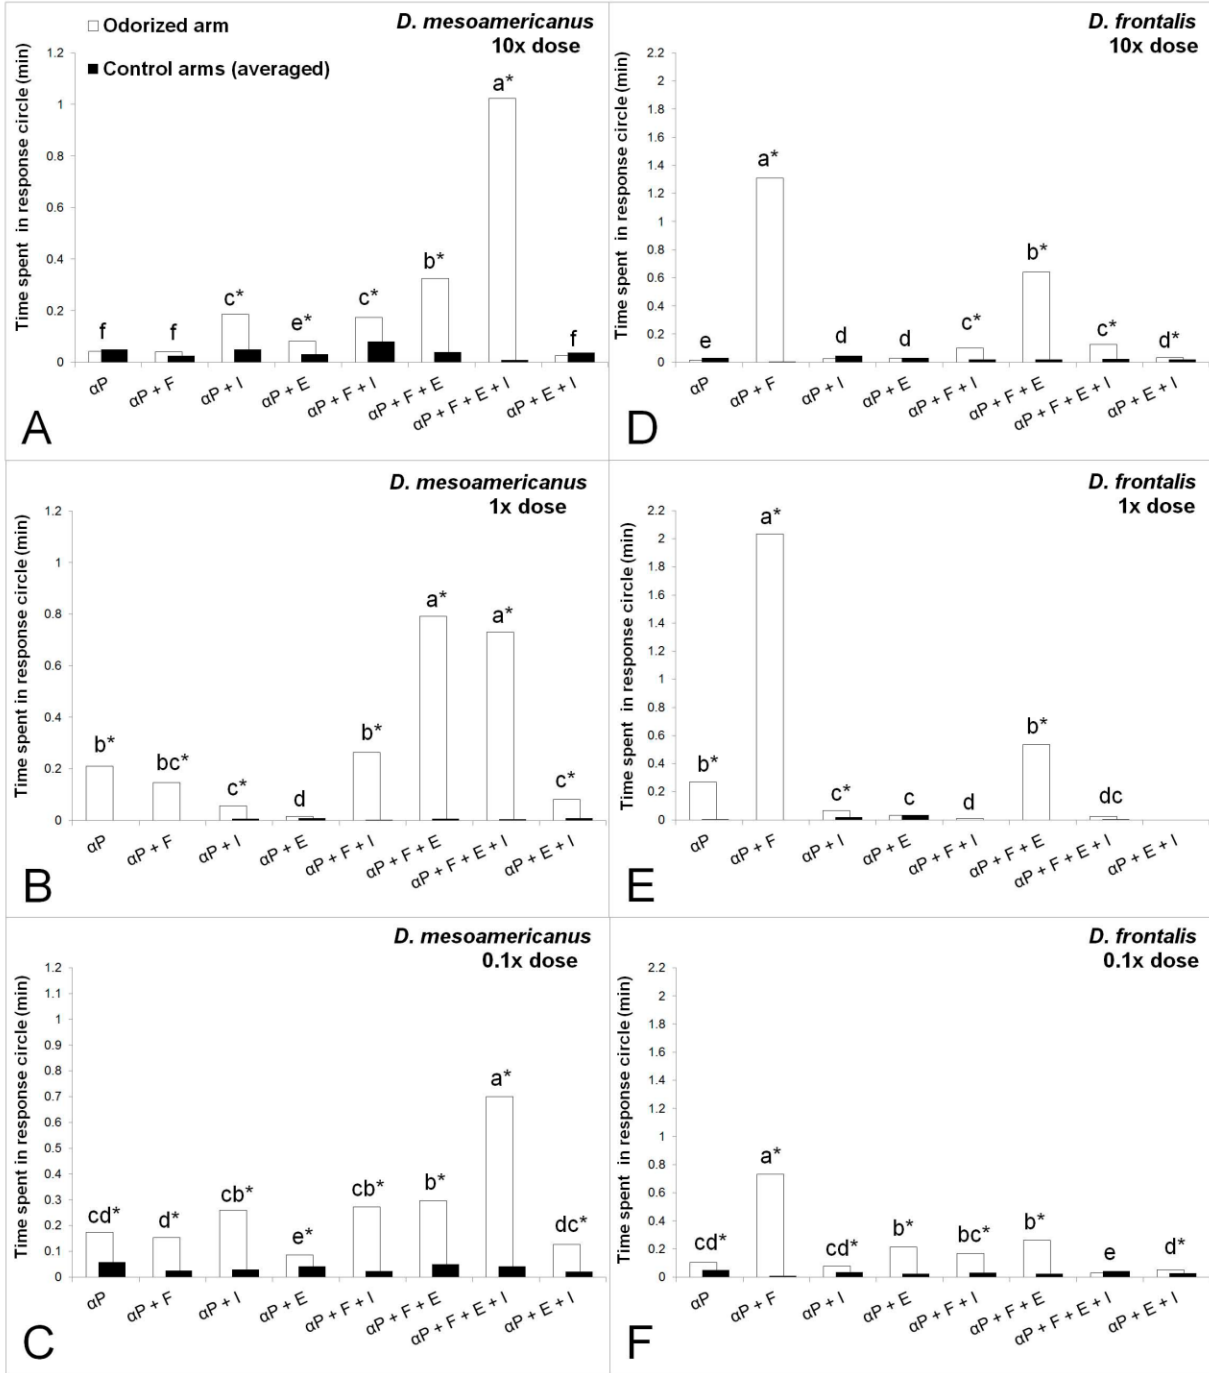 D. mesoamericanus
10x dose
Odorized arm
Control arms (averaged)
Time spent in response circle (min)
1.2
1
0.8
0.6
0.4
0.2
0
f
f
c*
e*
c*
b*
a*
f
αP
αP + F
αP + I
αP + E
αP + F + I
αP + F + E
αP + F + E + I
αP + E + I
A
D. frontalis
10x dose
Time spent in response circle (min)
2.2
2
1.8
1.6
1.4
1.2
1
0.8
0.6
0.4
0.2
0
e
a*
d
d
c*
b*
c*
d*
αP
αP + F
αP + I
αP + E
αP + F + I
αP + F + E
αP + F + E + I
αP + E + I
D
D. mesoamericanus
1x dose
Time spent in response circle (min)
1.2
1
0.8
0.6
0.4
0.2
0
b*
bc*
c*
d
b*
a*
a*
c*
αP
αP + F
αP + I
αP + E
αP + F + I
αP + F + E
αP + F + E + I
αP + E + I
B
D. frontalis
1x dose
Time spent in response circle (min)
2.2
2
1.8
1.6
1.4
1.2
1
0.8
0.6
0.4
0.2
0
b*
a*
c*
c
d
b*
dc
αP
αP + F
αP + I
αP + E
αP + F + I
αP + F + E
αP + F + E + I
αP + E + I
E
D. mesoamericanus
0.1x dose
Time spent in response circle (min)
1.2
1.1
1
0.9
0.8
0.7
0.6
0.5
0.4
0.3
0.2
0.1
0
cd*
d*
cb*
e*
cb*
b*
a*
dc*
αP
αP + F
αP + I
αP + E
αP + F + I
αP + F + E
αP + F + E + I
αP + E + I
C
D. frontalis
0.1x dose
Time spent in response circle (min)
2.2
2
1.8
1.6
1.4
1.2
1
0.8
0.6
0.4
0.2
0
cd*
a*
cd*
b*
bc*
b*
e
d*
αP
αP + F
αP + I
αP + E
αP + F + I
αP + F + E
αP + F + E + I
αP + E + I
F